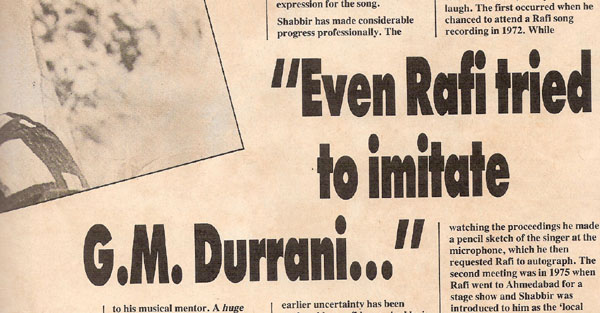 expression for the song.
Shabbir has made considerable
progress professionally. The
laugh. The first occurred when he
chanced to attend a Rafi song
recording in 1972. While
"Even Rafi tried
to imitate
G.M. Durrani..."
to his musical mentor. A huge
earlier uncertainty has been
watching the proceedings he made
a pencil sketch of the singer at the
microphone, which he then
requested Rafi to autograph. The
second meeting was in 1975 when
Rafi went to Ahmedabad for a
stage show and Shabbir was
introduced to him as the 'local